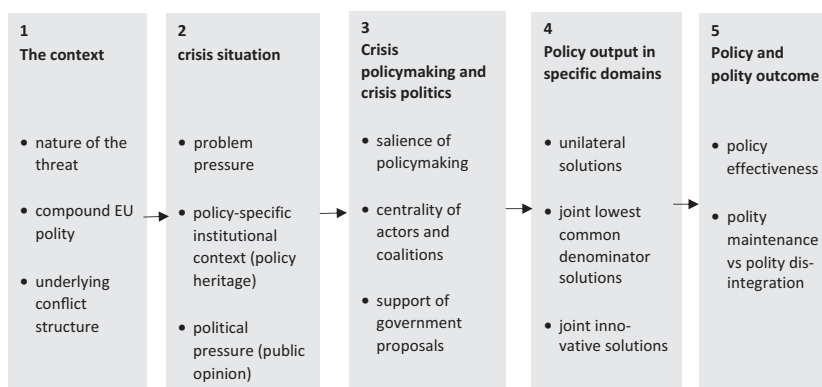 1
The context
• nature of the
threat
• compound EU
polity
• underlying
conflict
structure
2
crisis situation
• problem
pressure
• policy-specific
institutional
context (policy
heritage)
• political
pressure (public
opinion)
3
Crisis
policymaking and
crisis politics
• salience of
policymaking
• centrality of
actors and
coalitions
• support of
government
proposals
4
Policy output in
specific domains
• unilateral
solutions
• joint lowest
common
denominator
solutions
• joint inno-
vative solutions
5
Policy and
polity outcome
• policy
effectiveness
• polity
maintenance
vs polity dis-
integration